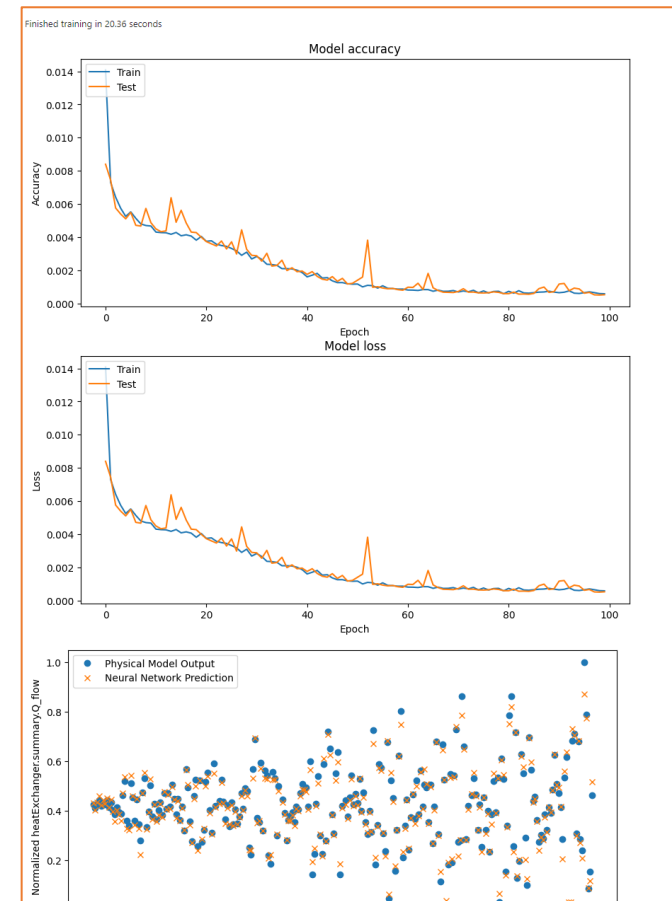 Finished training in 20.36 seconds
Model accuracy
Train
Test
0.014
0.012
0.010
0.008
0.006
0.004
0.002
0.000
Accuracy
0
20
40
60
80
100
Epoch
Model loss
Train
Test
0.014
0.012
0.010
0.008
0.006
0.004
0.002
0.000
Loss
0
20
40
60
80
100
Epoch
Physical Model Output
Neural Network Prediction
1.0
0.8
0.6
0.4
0.2
Normalized heatExchanger.summary.Q_flow